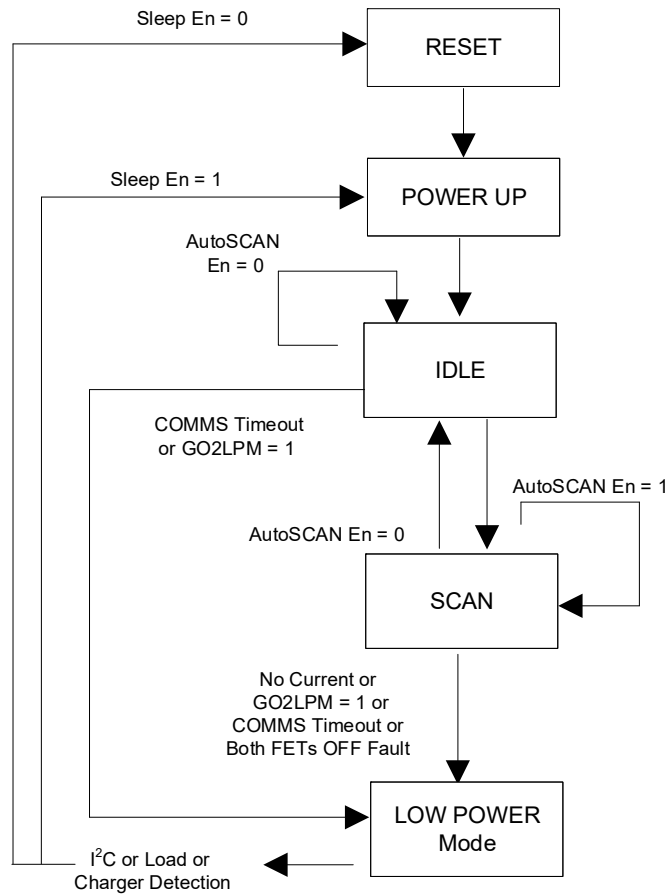 Sleep En = 0
RESET
Sleep En = 1
POWER UP
AutoSCAN
En = 0
IDLE
COMMS Timeout
or GO2LPM = 1
AutoSCAN En = 1
AutoSCAN En = 0
SCAN
No Current or
GO2LPM = 1 or
COMMS Timeout or
Both FETs OFF Fault
LOW POWER
Mode
I²C or Load or
Charger Detection